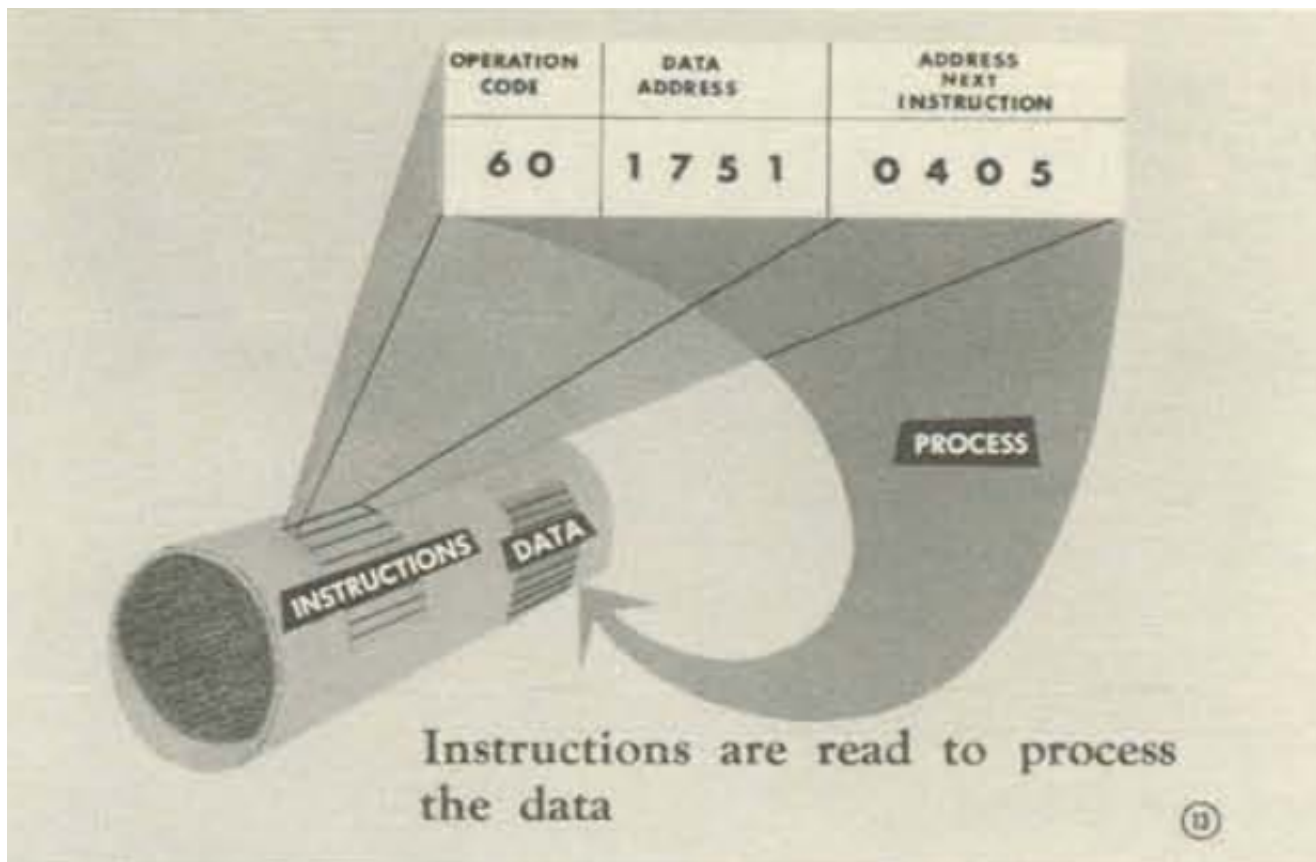 OPERATION CODE
DATA ADDRESS
ADDRESS NEXT INSTRUCTION
60
1751
0405
PROCESS
INSTRUCTIONS
DATA
Instructions are read to process
the data
13